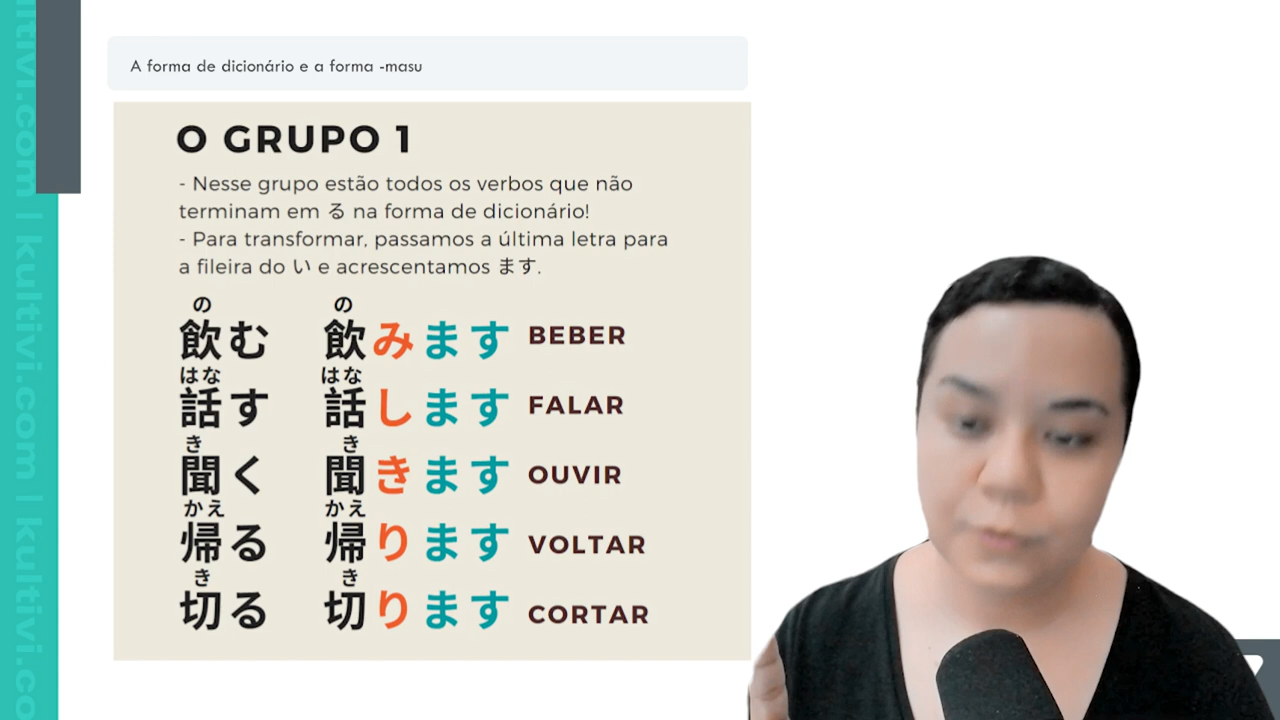 kultivi.com | kultivi.com | kultivi.co
A forma de dicionário e a forma -masu
O GRUPO 1
- Nesse grupo estão todos os verbos que não
terminam em る na forma de dicionário!
- Para transformar, passamos a última letra para
a fileira do い e acrescentamos ます.
の の
飲む 飲みます BEBER
はな はな
話す 話します FALAR
き き
聞く 聞きます OUVIR
かえ かえ
帰る 帰ります VOLTAR
き き
切る 切ります CORTAR